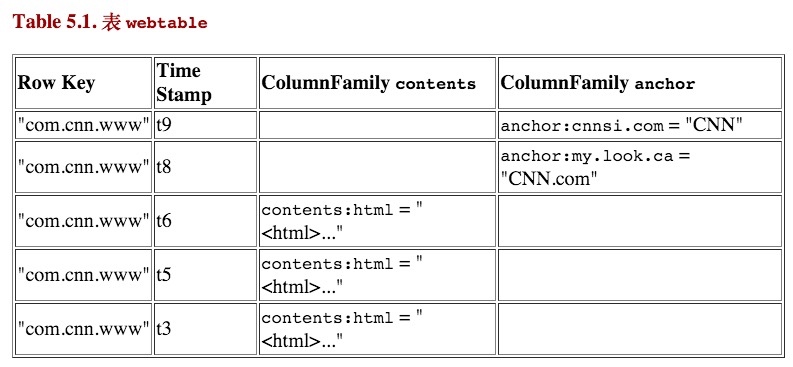 Table 5.1. 表 webtable
Row Key
Time
Stamp
ColumnFamily contents
ColumnFamily anchor
"com.cnn.www"
t9
anchor:cnnsi.com = "CNN"
"com.cnn.www"
t8
anchor:my.look.ca =
"CNN.com"
"com.cnn.www"
t6
contents:html = "
<html>..."
"com.cnn.www"
t5
contents:html = "
<html>..."
"com.cnn.www"
t3
contents:html = "
<html>..."